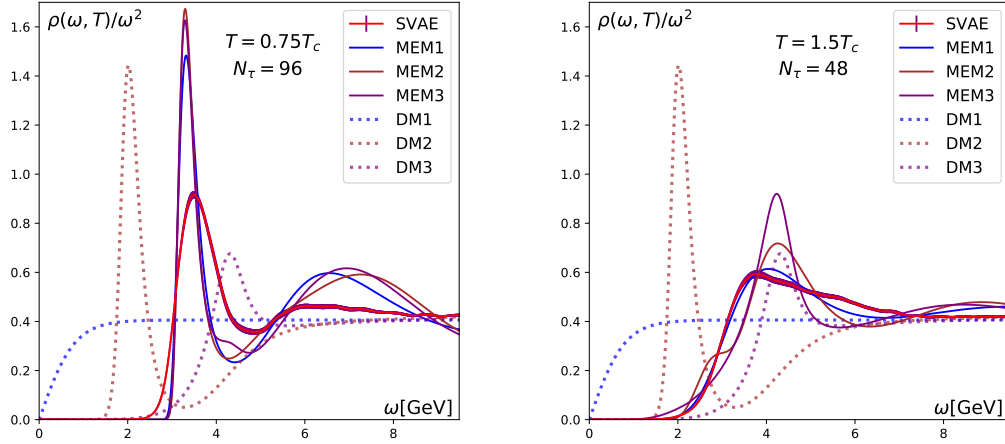 ρ(ω, T)/ω²
T = 0.75T_c
N_τ = 96
SVAE
MEM1
MEM2
MEM3
DM1
DM2
DM3
1.6
1.4
1.2
1.0
0.8
0.6
0.4
0.2
0.0
0
2
4
6
8
ω[GeV]
ρ(ω, T)/ω²
T = 1.5T_c
N_τ = 48
SVAE
MEM1
MEM2
MEM3
DM1
DM2
DM3
1.6
1.4
1.2
1.0
0.8
0.6
0.4
0.2
0.0
0
2
4
6
8
ω[GeV]